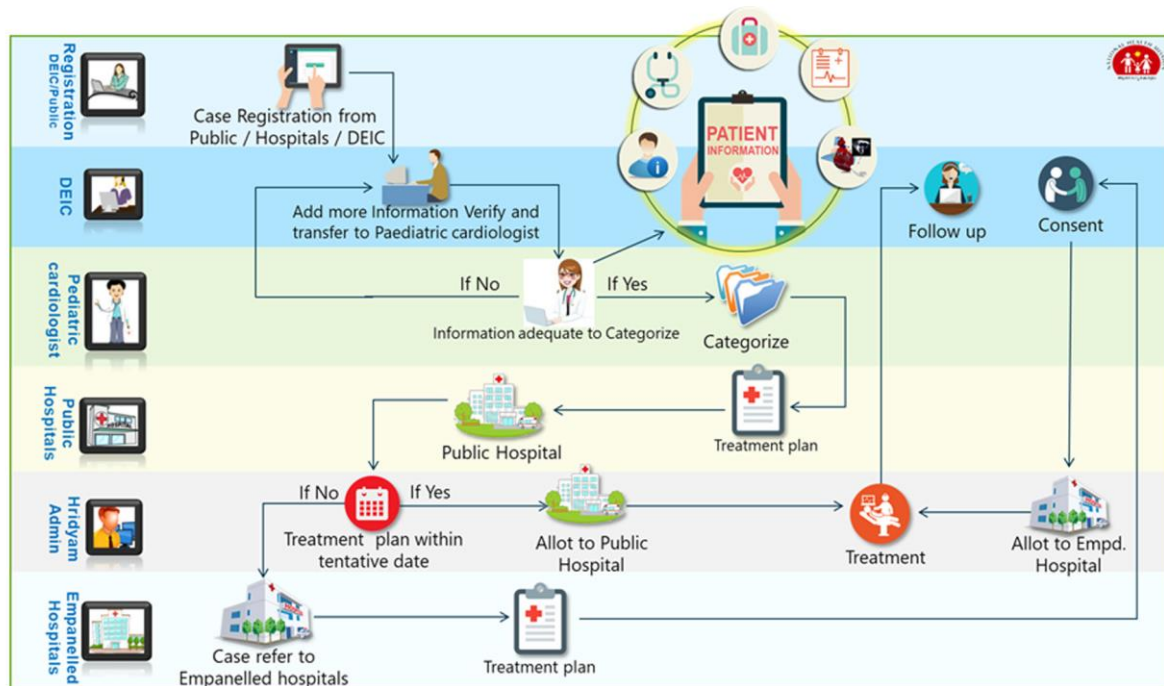 Registration
DEIC/Public
Case Registration from
Public / Hospitals / DEIC
PATIENT
INFORMATION
DEIC
Add more Information Verify and
transfer to Paediatric cardiologist
Follow up
Consent
Pediatric
cardiologist
If No
If Yes
Information adequate to Categorize
Categorize
Public
Hospitals
Public Hospital
Treatment plan
Hridyam
Admin
If No
If Yes
Treatment plan within
tentative date
Allot to Public
Hospital
Treatment
Allot to Empd.
Hospital
Empanelled
Hospitals
Case refer to
Empanelled hospitals
Treatment plan